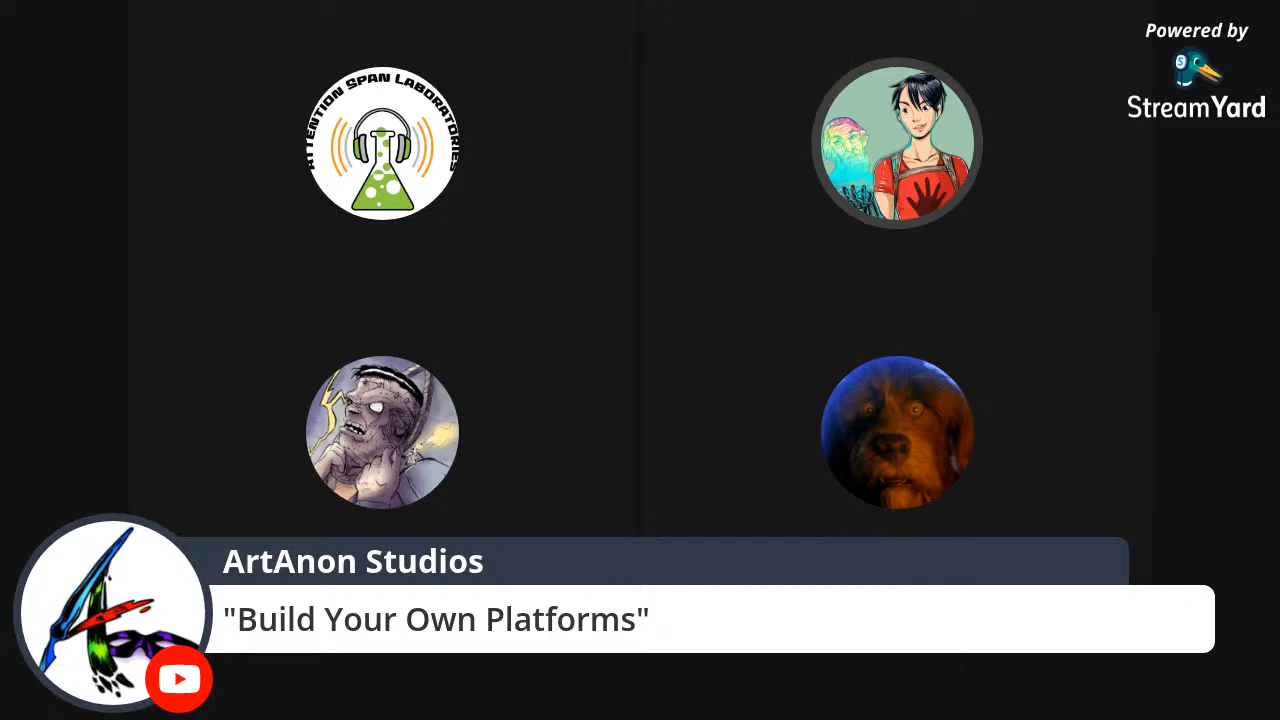 Powered by
StreamYard
ATTENTION SPAN LABORATORIES
ArtAnon Studios
"Build Your Own Platforms"